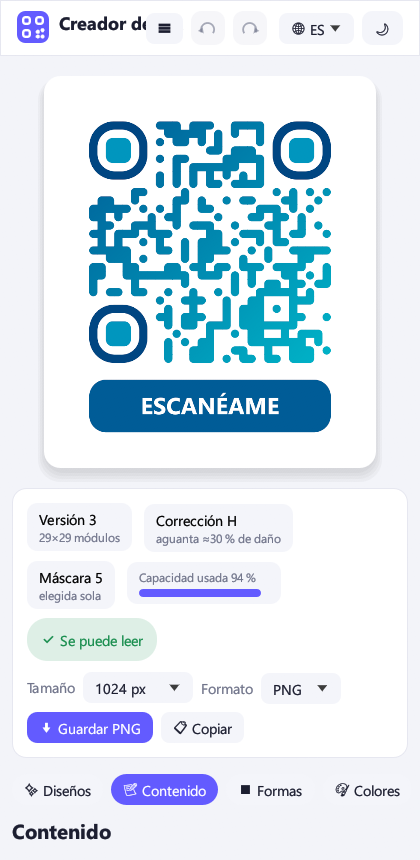 Creador de
ES
ESCANÉAME
Versión 3
29×29 módulos
Corrección H
aguanta ≈30 % de daño
Máscara 5
elegida sola
Capacidad usada 94 %
Se puede leer
Tamaño 1024 px Formato PNG
Guardar PNG Copiar
Diseños Contenido Formas Colores
Contenido